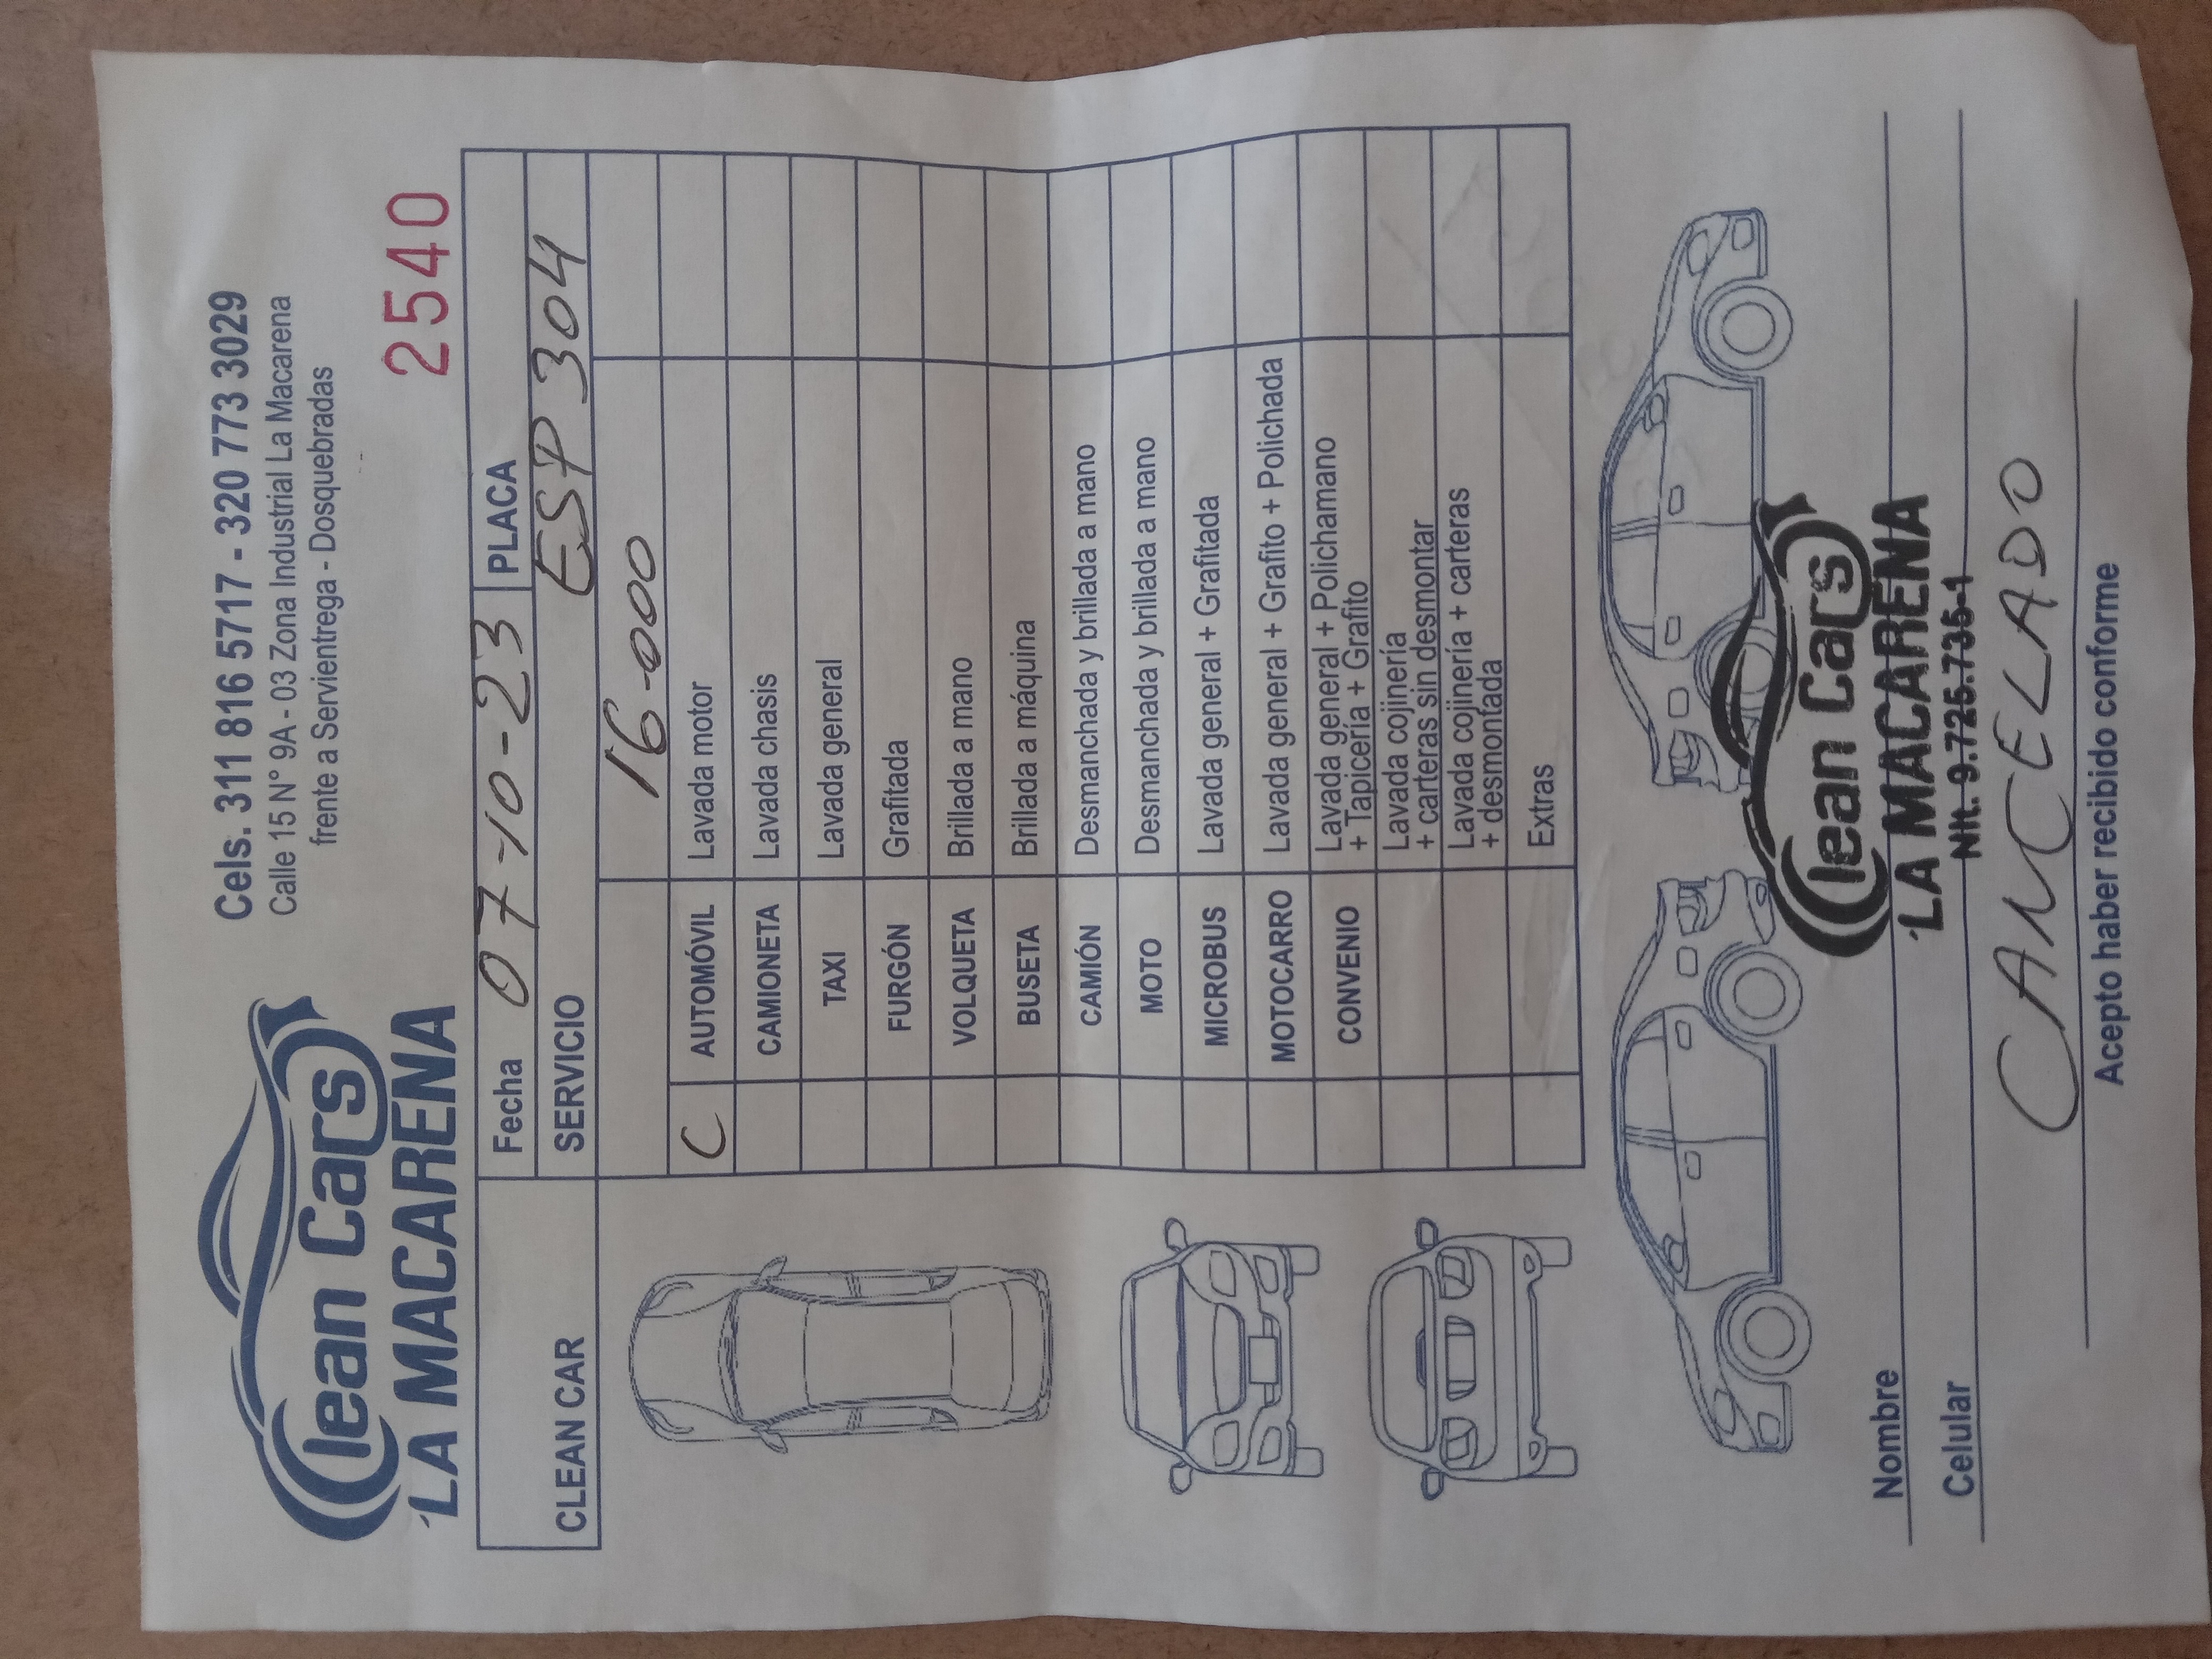 Clean Cars
LA MACARENA
Cels. 311 816 5717 - 320 773 3029
Calle 15 N° 9A - 03 Zona Industrial La Macarena
frente a Servientrega - Dosquebradas
2540
Fecha 07-10-23 PLACA
CLEAN CAR SERVICIO ESP 304
16-000
C AUTOMÓVIL Lavada motor
CAMIONETA Lavada chasis
TAXI Lavada general
FURGÓN Grafitada
VOLQUETA Brillada a mano
BUSETA Brillada a máquina
CAMIÓN Desmanchada y brillada a mano
MOTO Desmanchada y brillada a mano
MICROBUS Lavada general + Grafitada
MOTOCARRO Lavada general + Grafito + Polichada
CONVENIO Lavada general + Polichamano
+ Tapicería + Grafito
Lavada cojinería
+ carteras sin desmontar
Lavada cojinería + carteras
+ desmontada
Extras
Clean Cars
LA MACARENA
Nit. 9.725.735-1
Nombre
Celular
CANCELADO
Acepto haber recibido conforme